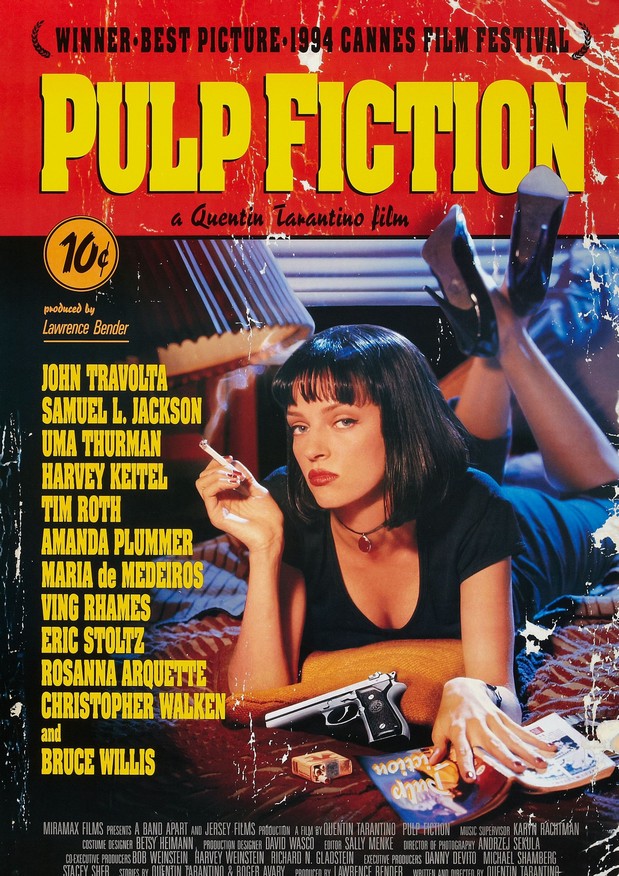 WINNER·BEST PICTURE·1994 CANNES FILM FESTIVAL
PULP FICTION
a Quentin Tarantino film
10¢
produced by
Lawrence Bender
JOHN TRAVOLTA
SAMUEL L. JACKSON
UMA THURMAN
HARVEY KEITEL
TIM ROTH
AMANDA PLUMMER
MARIA de MEDEIROS
VING RHAMES
ERIC STOLTZ
ROSANNA ARQUETTE
CHRISTOPHER WALKEN
and
BRUCE WILLIS
Pulp
Fiction
MIRAMAX FILMS PRESENTS A BAND APART AND JERSEY FILMS PRODUCTION A FILM BY QUENTIN TARANTINO PULP FICTION MUSIC SUPERVISOR KARYN RACHTMAN
COSTUME DESIGNER BETSY HEIMANN PRODUCTION DESIGNER DAVID WASCO EDITOR SALLY MENKE DIRECTOR OF PHOTOGRAPHY ANDRZEJ SEKULA
CO-EXECUTIVE PRODUCERS BOB WEINSTEIN HARVEY WEINSTEIN RICHARD N. GLADSTEIN EXECUTIVE PRODUCERS DANNY DEVITO MICHAEL SHAMBERG
STACEY SHER STORIES BY QUENTIN TARANTINO & ROGER AVARY PRODUCED BY LAWRENCE BENDER WRITTEN AND DIRECTED BY QUENTIN TARANTINO